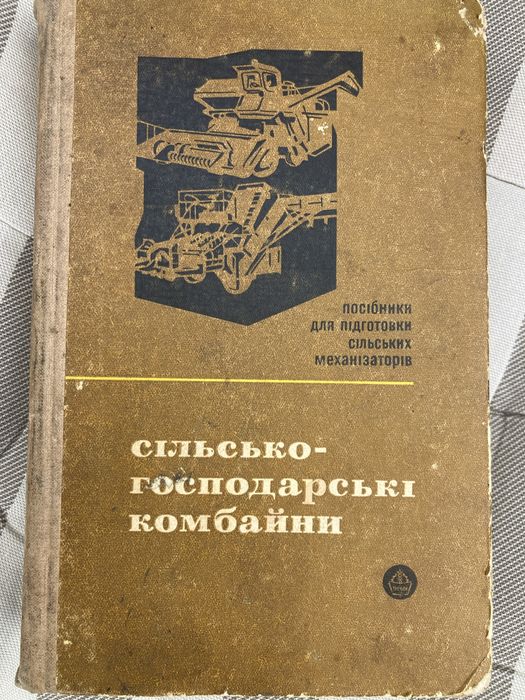 посібники
для підготовки
сільських
механізаторів
сільсько-
господарські
комбайни